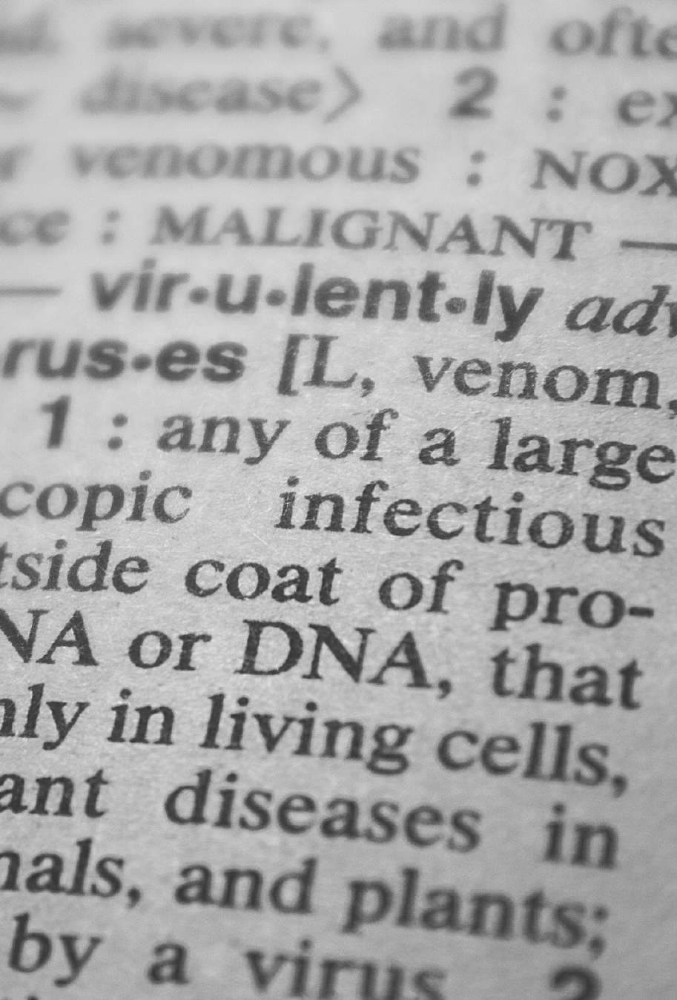 severe, and ofte
disease〉 2 : ex
venomous : NOX
ce : MALIGNANT —
— vir•u•lent•ly adv
rus•es [L, venom,
1 : any of a large
copic infectious
tside coat of pro-
NA or DNA, that
nly in living cells,
ant diseases in
mals, and plants;
by a virus 2